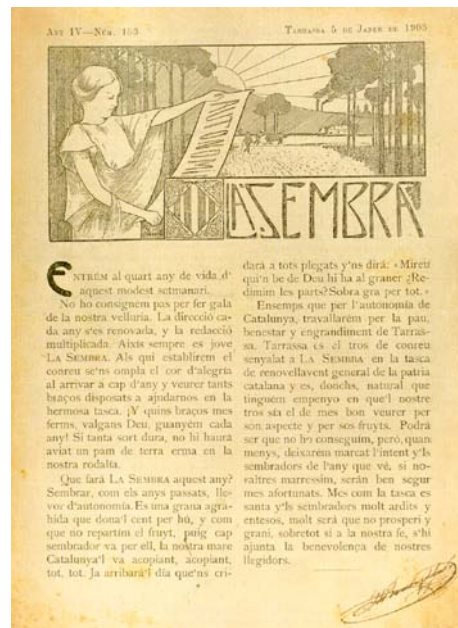 ANY IV—NÚM. 153
TARRASSA 5 DE JANER DE 1905
AUTONOMIA
LA SEMBRA
ENTREM al quart any de vida d'
aquest modest setmanari.
No ho consignem pas per fer gala
de la nostra velluria. La direcció ca-
da any s'es renovada, y la redacció
multiplicada. Aixís sempre es jove
LA SEMBRA. Als qui establirem el
conreu se'ns ompla el cor d'alegria
al arrivar a cap d'any y veurer tants
braços disposats a ajudarnos en la
hermosa tasca. ¡Y quins braços mes
ferms, valgans Deu, guanyém cada
any! Si tanta sort dura, no hi haurà
aviat un pam de terra erma en la
nostra rodalía.
Que farà LA SEMBRA aquest any?
Sembrar, com els anys passats, lle-
vor d'autonomía. Es una grana agra-
hida que dona'l cent per hú, y com
que no repartim el fruyt, puig cap
sembrador va per ell, la nostra mare
Catalunya'l va acopiant, acopiant,
tot, tot. Ja arribará'l día que'ns cri-
darà a tots plegats y'ns dirà: «Mireu
qui'n be de Deu hi ha al graner ¿Re-
dimim les parts? Sobra gra per tot.»
Ensemps que per l'autonomía de
Catalunya, travallarém per la pau,
benestar y engrandiment de Tarras-
sa. Tarrassa es el tros de conreu
senyalat a LA SEMBRA en la tasca
de renovellavent general de la patria
catalana y es, donchs, natural que
tinguém empenyo en que'l nostre
tros sía el de mes bon veurer per
son aspecte y per sos fruyts. Podrà
ser que no ho conseguim, peró, quan
menys, deixarém marcat l'intent y'ls
sembradors de l'any que vé, si no-
saltres marressim, serán ben segur
mes afortunats. Mes com la tasca es
santa y'ls sembradors molt ardits y
entesos, molt será que no prosperi y
grani, sobretot si a la nostra fe, s'hi
ajunta la benevolença de nostres
llegidors.